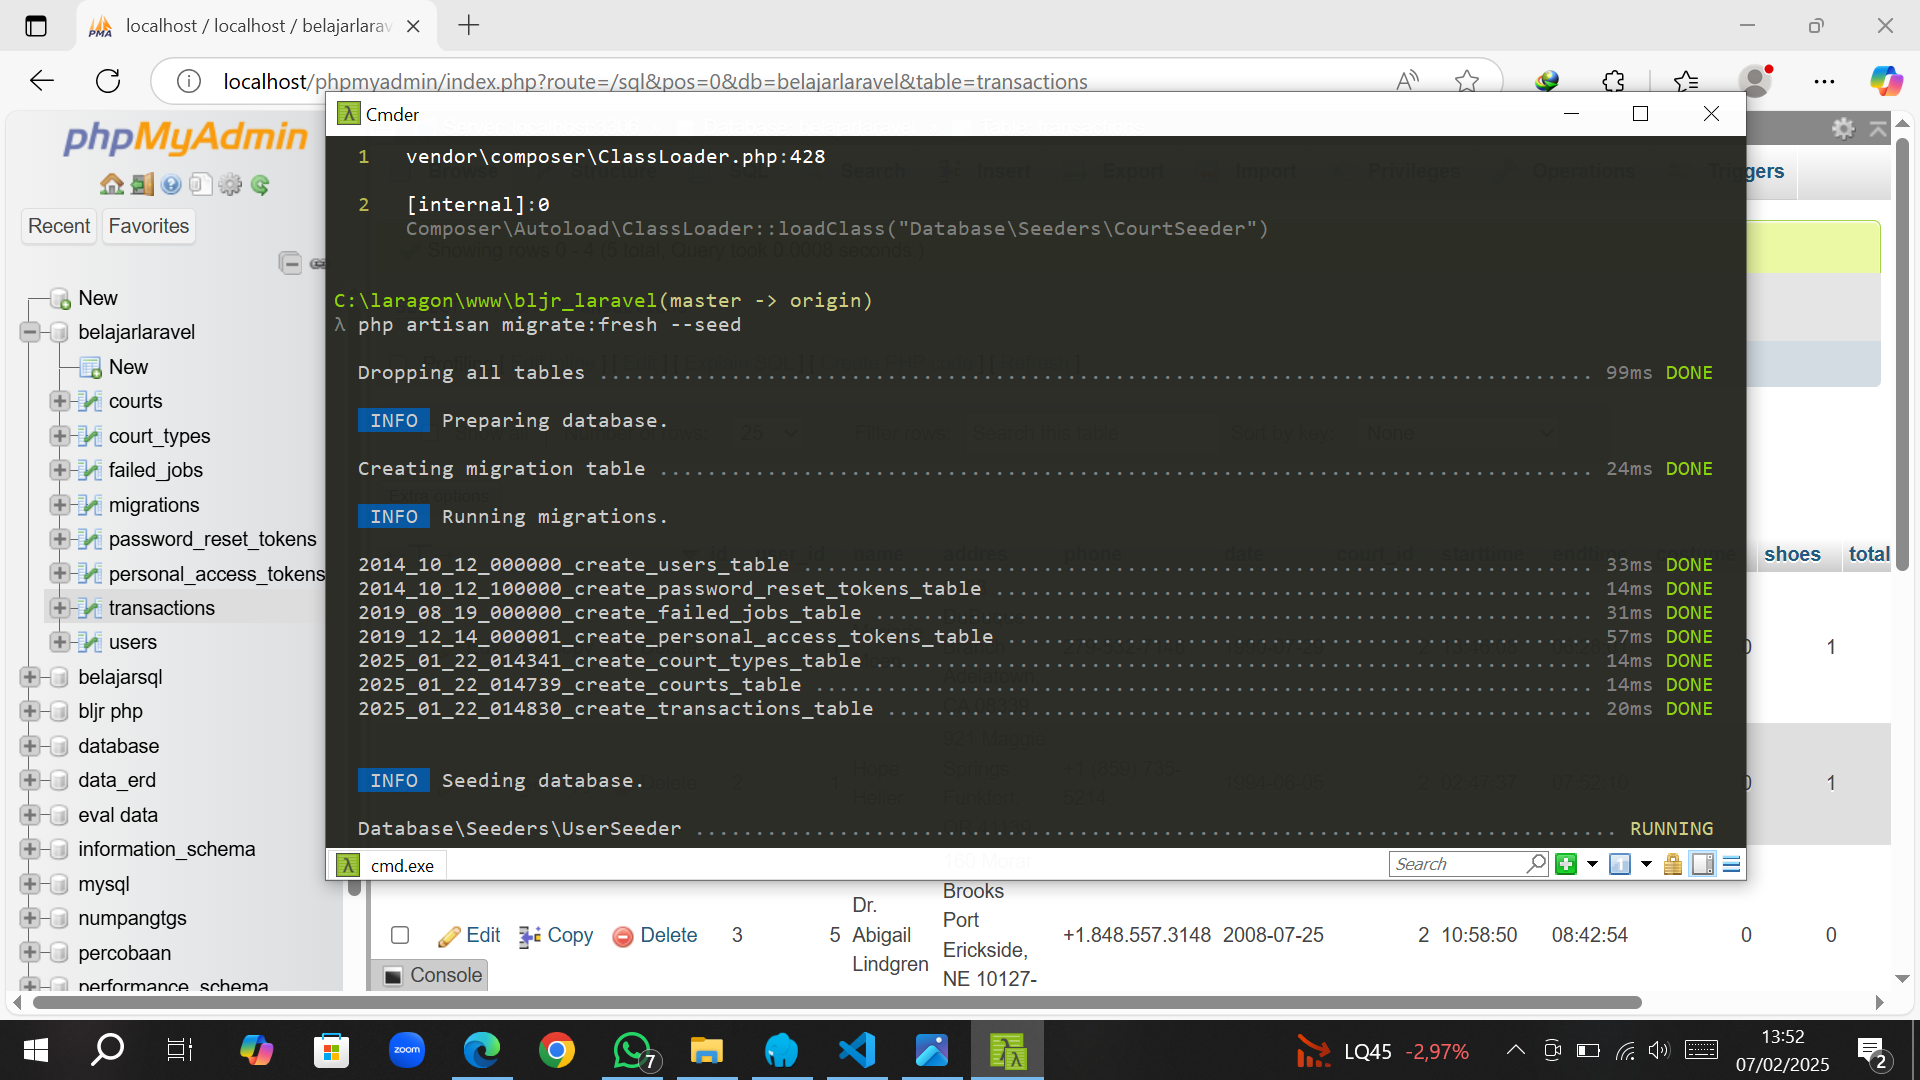 localhost / localhost / belajarlarav
localhost/phpmyadmin/index.php?route=/sql&pos=0&db=belajarlaravel&table=transactions
phpMyAdmin
Recent
Favorites
New
belajarlaravel
New
courts
court_types
failed_jobs
migrations
password_reset_tokens
personal_access_tokens
transactions
users
belajarsql
bljr php
database
data_erd
eval data
information_schema
mysql
numpangtgs
percobaan
performance_schema
Cmder
1 vendor\composer\ClassLoader.php:428
2 [internal]:0
Composer\Autoload\ClassLoader::loadClass("Database\Seeders\CourtSeeder")
C:\laragon\www\bljr_laravel(master -> origin)
λ php artisan migrate:fresh --seed
Dropping all tables 99ms DONE
INFO Preparing database.
Creating migration table 24ms DONE
INFO Running migrations.
2014_10_12_000000_create_users_table 33ms DONE
2014_10_12_100000_create_password_reset_tokens_table 14ms DONE
2019_08_19_000000_create_failed_jobs_table 31ms DONE
2019_12_14_000001_create_personal_access_tokens_table 57ms DONE
2025_01_22_014341_create_court_types_table 14ms DONE
2025_01_22_014739_create_courts_table 14ms DONE
2025_01_22_014830_create_transactions_table 20ms DONE
INFO Seeding database.
Database\Seeders\UserSeeder RUNNING
cmd.exe
Search
Triggers
shoes total
0 1
0 1
Edit Copy Delete 3 5 Dr. Abigail Lindgren
Brooks
Port
Erickside,
NE 10127-
+1.848.557.3148 2008-07-25 2 10:58:50 08:42:54 0 0
Console
zoom
7
LQ45 -2,97%
13:52
07/02/2025
2